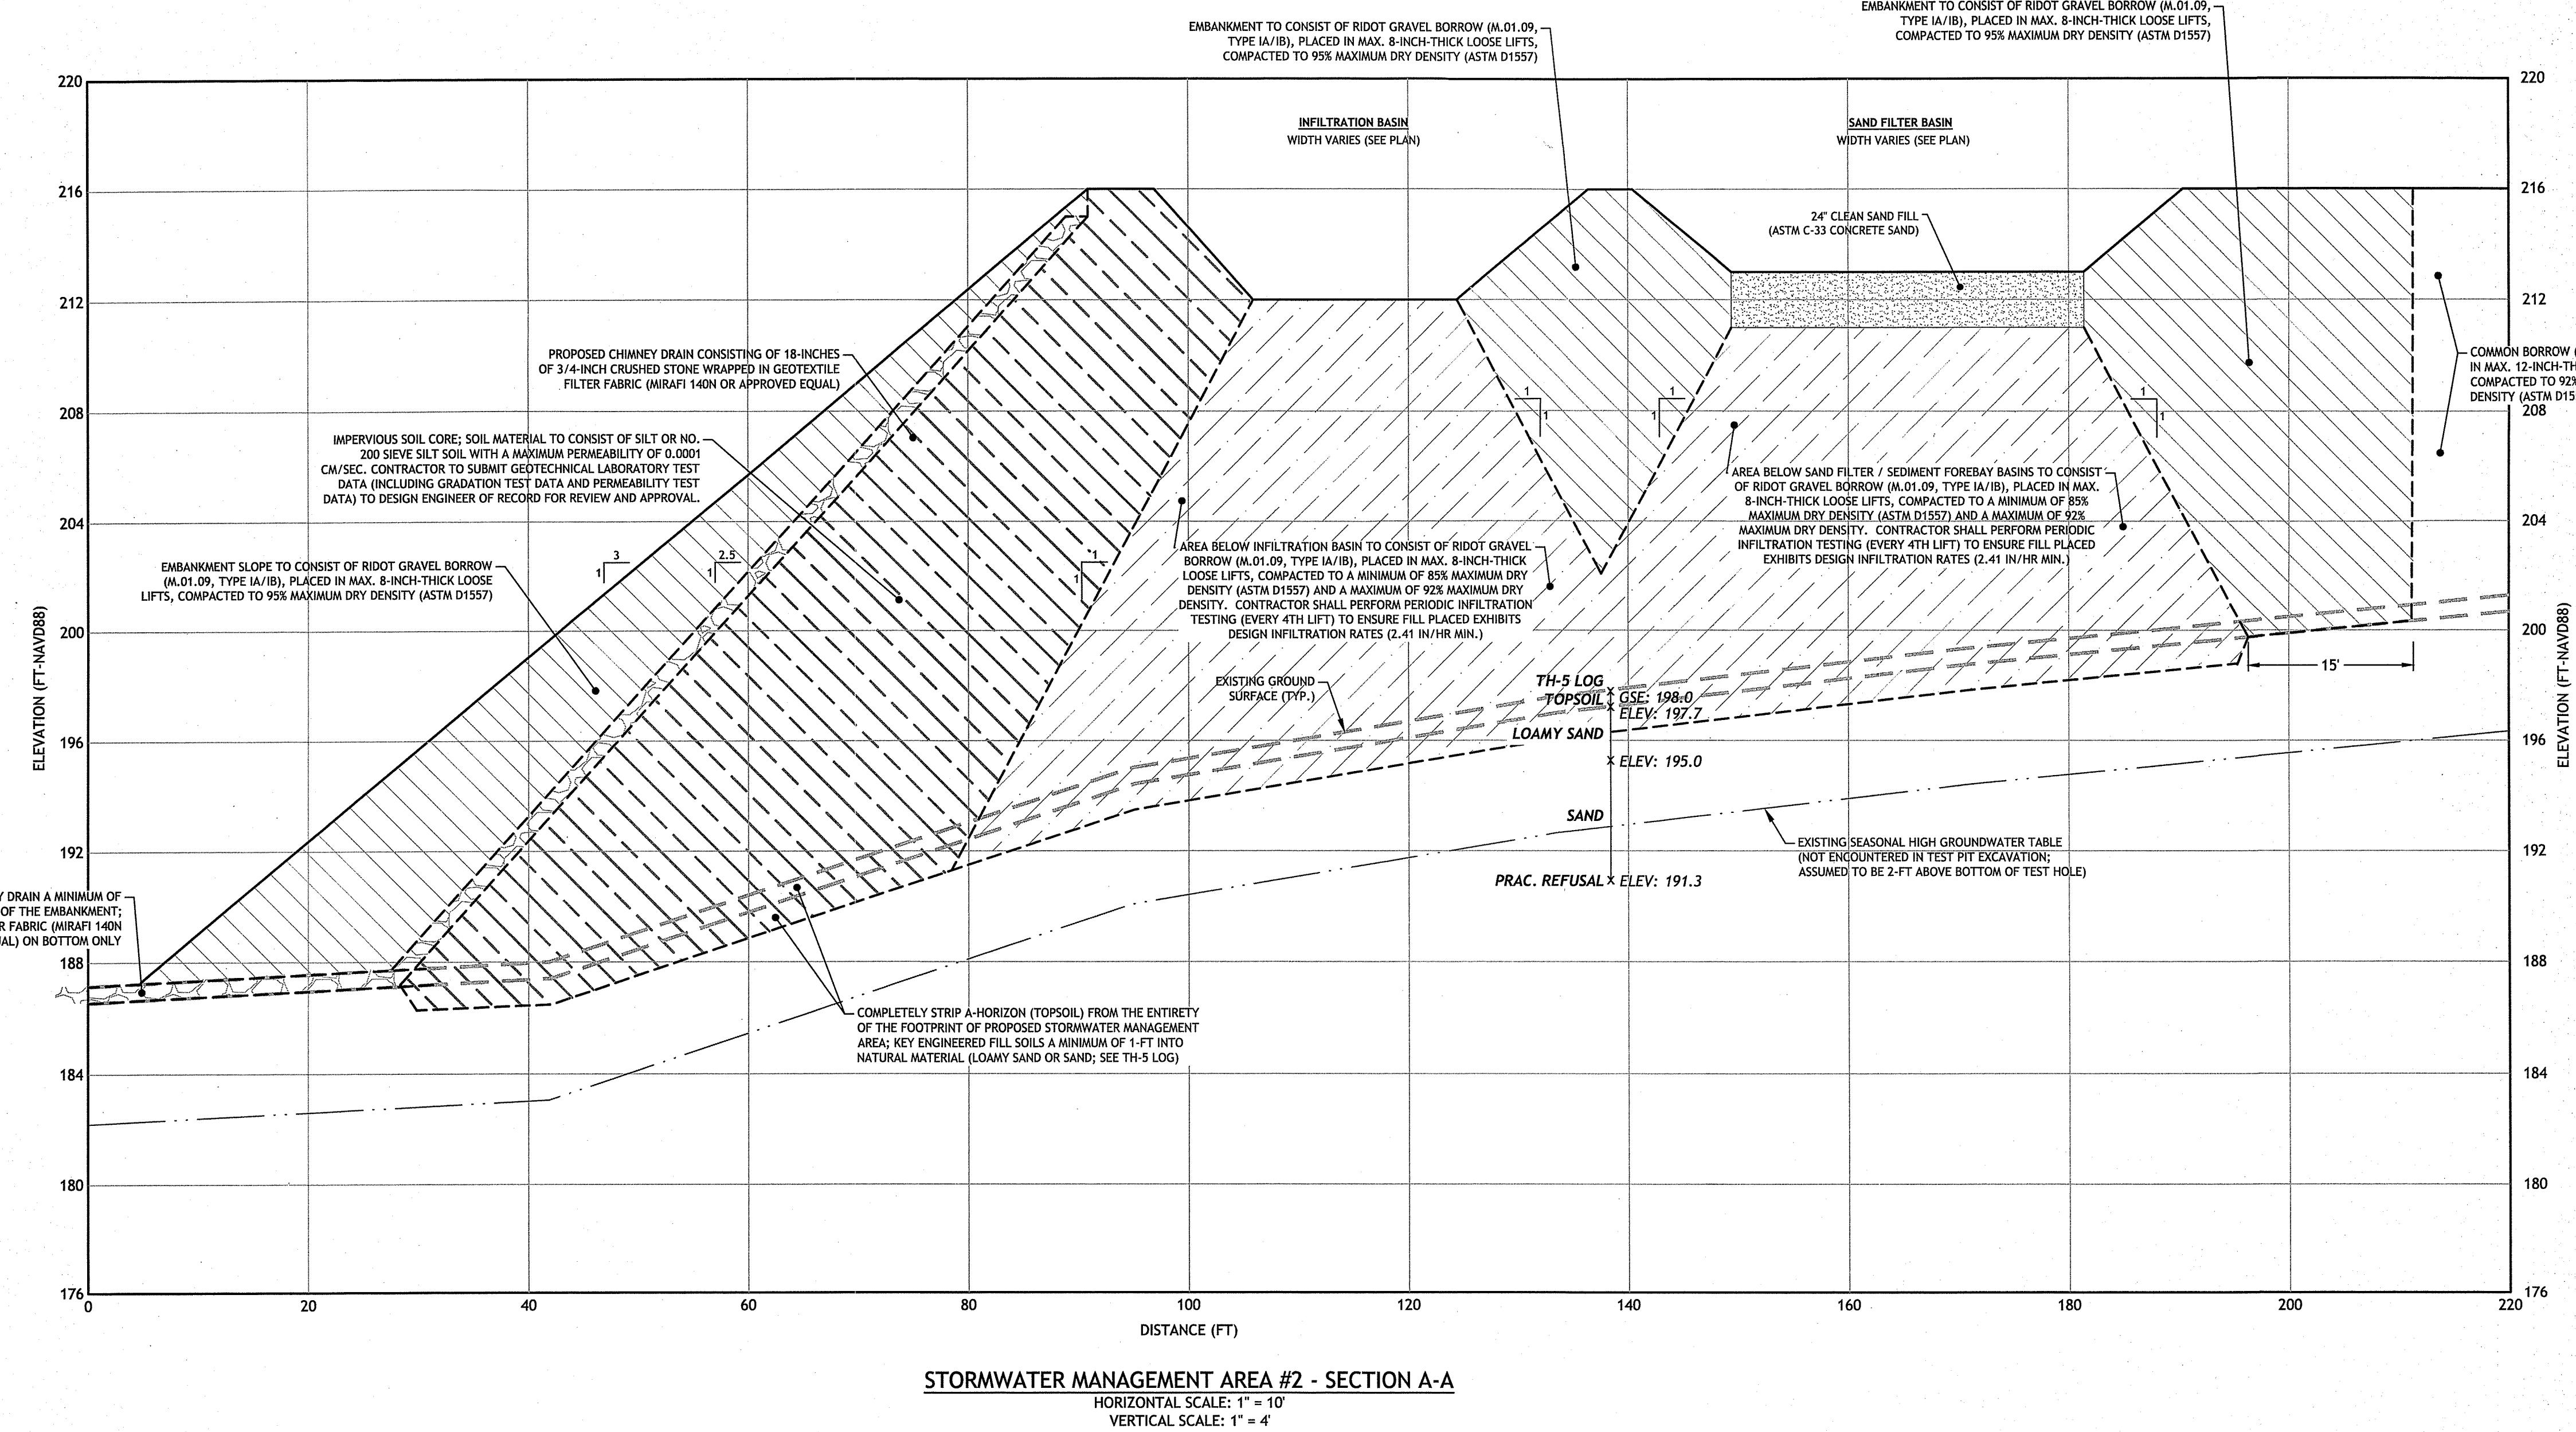 EMBANKMENT TO CONSIST OF RIDOT GRAVEL BORROW (M.01.09,
TYPE IA/IB), PLACED IN MAX. 8-INCH-THICK LOOSE LIFTS,
COMPACTED TO 95% MAXIMUM DRY DENSITY (ASTM D1557)
EMBANKMENT TO CONSIST OF RIDOT GRAVEL BORROW (M.01.09,
TYPE IA/IB), PLACED IN MAX. 8-INCH-THICK LOOSE LIFTS,
COMPACTED TO 95% MAXIMUM DRY DENSITY (ASTM D1557)
220
216
212
208
204
200
196
192
188
184
180
176
ELEVATION (FT-NAVD88)
INFILTRATION BASIN
WIDTH VARIES (SEE PLAN)
SAND FILTER BASIN
WIDTH VARIES (SEE PLAN)
24" CLEAN SAND FILL
(ASTM C-33 CONCRETE SAND)
PROPOSED CHIMNEY DRAIN CONSISTING OF 18-INCHES
OF 3/4-INCH CRUSHED STONE WRAPPED IN GEOTEXTILE
FILTER FABRIC (MIRAFI 140N OR APPROVED EQUAL)
IMPERVIOUS SOIL CORE; SOIL MATERIAL TO CONSIST OF SILT OR NO.
200 SIEVE SILT SOIL WITH A MAXIMUM PERMEABILITY OF 0.0001
CM/SEC. CONTRACTOR TO SUBMIT GEOTECHNICAL LABORATORY TEST
DATA (INCLUDING GRADATION TEST DATA AND PERMEABILITY TEST
DATA) TO DESIGN ENGINEER OF RECORD FOR REVIEW AND APPROVAL.
EMBANKMENT SLOPE TO CONSIST OF RIDOT GRAVEL BORROW
(M.01.09, TYPE IA/IB), PLACED IN MAX. 8-INCH-THICK LOOSE
LIFTS, COMPACTED TO 95% MAXIMUM DRY DENSITY (ASTM D1557)
3
1
2.5
1
1
1
1
1
1
1
1
1
AREA BELOW INFILTRATION BASIN TO CONSIST OF RIDOT GRAVEL
BORROW (M.01.09, TYPE IA/IB), PLACED IN MAX. 8-INCH-THICK
LOOSE LIFTS, COMPACTED TO A MINIMUM OF 85% MAXIMUM DRY
DENSITY (ASTM D1557) AND A MAXIMUM OF 92% MAXIMUM DRY
DENSITY. CONTRACTOR SHALL PERFORM PERIODIC INFILTRATION
TESTING (EVERY 4TH LIFT) TO ENSURE FILL PLACED EXHIBITS
DESIGN INFILTRATION RATES (2.41 IN/HR MIN.)
AREA BELOW SAND FILTER / SEDIMENT FOREBAY BASINS TO CONSIST
OF RIDOT GRAVEL BORROW (M.01.09, TYPE IA/IB), PLACED IN MAX.
8-INCH-THICK LOOSE LIFTS, COMPACTED TO A MINIMUM OF 85%
MAXIMUM DRY DENSITY (ASTM D1557) AND A MAXIMUM OF 92%
MAXIMUM DRY DENSITY. CONTRACTOR SHALL PERFORM PERIODIC
INFILTRATION TESTING (EVERY 4TH LIFT) TO ENSURE FILL PLACED
EXHIBITS DESIGN INFILTRATION RATES (2.41 IN/HR MIN.)
COMMON BORROW (
IN MAX. 12-INCH-TH
COMPACTED TO 92%
DENSITY (ASTM D15
EXISTING GROUND
SURFACE (TYP.)
TH-5 LOG
TOPSOIL
GSE: 198.0
ELEV: 197.7
LOAMY SAND
ELEV: 195.0
SAND
PRAC. REFUSAL
ELEV: 191.3
15'
EXISTING SEASONAL HIGH GROUNDWATER TABLE
(NOT ENCOUNTERED IN TEST PIT EXCAVATION;
ASSUMED TO BE 2-FT ABOVE BOTTOM OF TEST HOLE)
Y DRAIN A MINIMUM OF
OF THE EMBANKMENT;
R FABRIC (MIRAFI 140N
UAL) ON BOTTOM ONLY
COMPLETELY STRIP A-HORIZON (TOPSOIL) FROM THE ENTIRETY
OF THE FOOTPRINT OF PROPOSED STORMWATER MANAGEMENT
AREA; KEY ENGINEERED FILL SOILS A MINIMUM OF 1-FT INTO
NATURAL MATERIAL (LOAMY SAND OR SAND; SEE TH-5 LOG)
220
216
212
208
204
200
196
192
188
184
180
176
ELEVATION (FT-NAVD88)
0 20 40 60 80 100 120 140 160 180 200 220
DISTANCE (FT)
STORMWATER MANAGEMENT AREA #2 - SECTION A-A
HORIZONTAL SCALE: 1" = 10'
VERTICAL SCALE: 1" = 4'